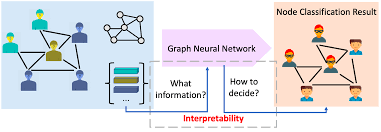 Graph Neural Network
Node Classification Result
What
information?
How to
decide?
...
Interpretability